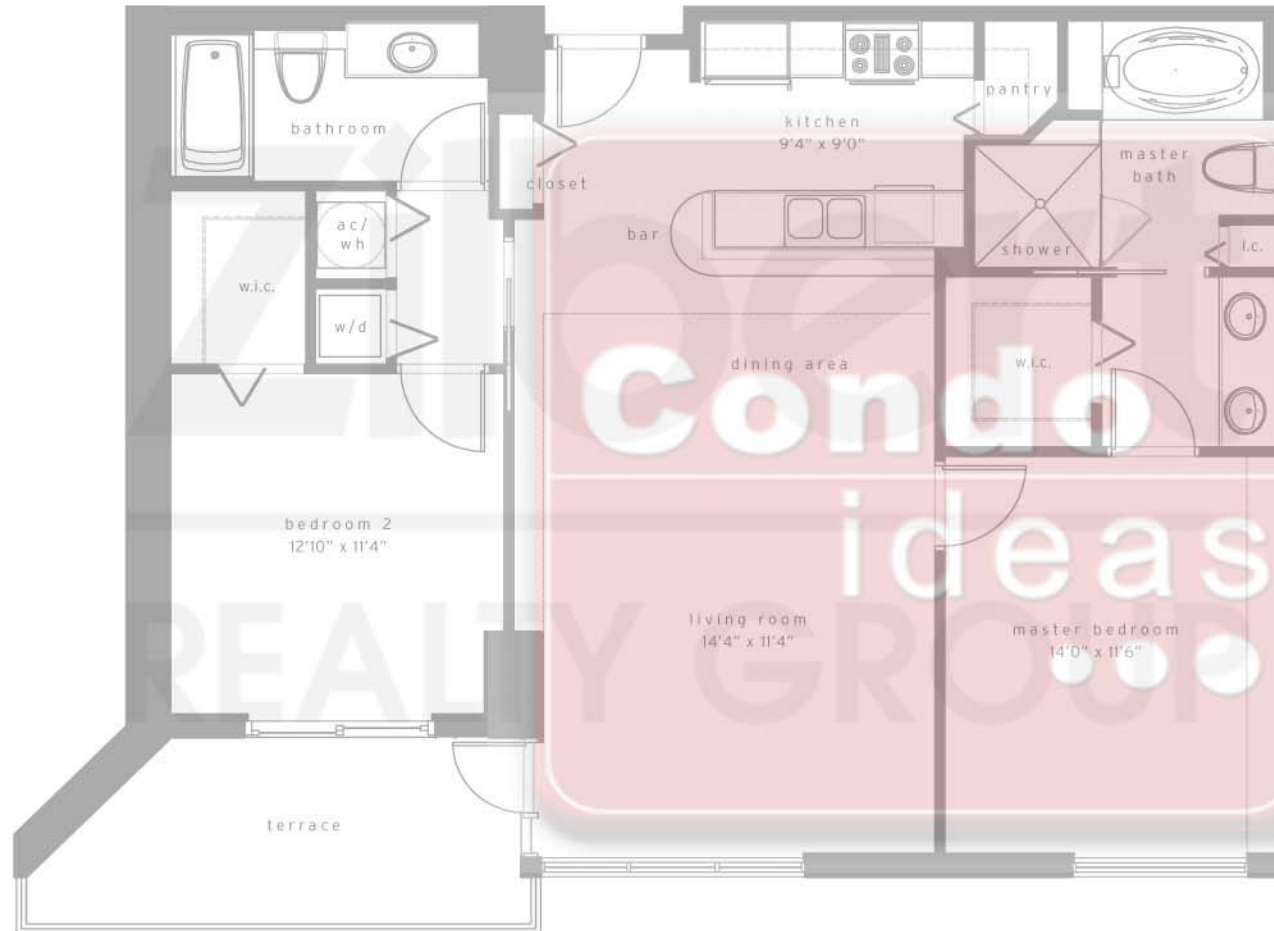 bathroom
closet
kitchen
9'4" x 9'0"
pantry
master
bath
shower
l.c.
ac/
wh
w.i.c.
w/d
bar
dining area
w.i.c.
bedroom 2
12'10" x 11'4"
living room
14'4" x 11'4"
master bedroom
14'0" x 11'6"
terrace
Zilbert
REALTY GROUP
Condo
ideas